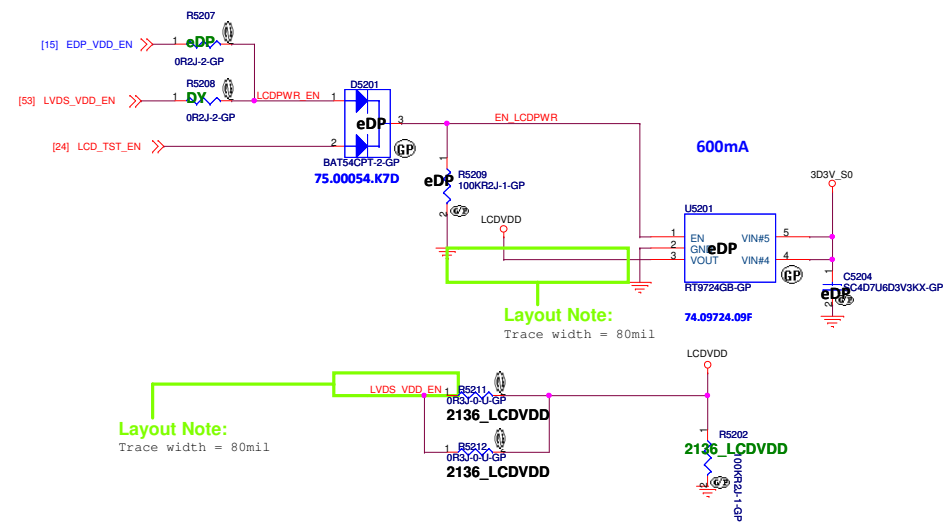 R5207
[15] EDP_VDD_EN
1
eDP
0R2J-2-GP
R5208
[53] LVDS_VDD_EN
1
DY
LCDPWR_EN
0R2J-2-GP
[24] LCD_TST_EN
D5201
1
2
3
eDP
GP
BAT54CPT-2-GP
75.00054.K7D
EN_LCDPWR
1
R5209
eDP
100KR2J-1-GP
2
G/P
LCDVDD
600mA
3D3V_S0
U5201
1
EN
VIN#5
5
2
GND
eDP
3
VOUT
VIN#4
4
GP
RT9724GB-GP
74.09724.09F
1
C5204
SC4D7U6D3V3KX-GP
eDP
2
G/P
Layout Note:
Trace width = 80mil
LCDVDD
LVDS_VDD_EN
1
R5211
0R3J-0-U-GP
2136_LCDVDD
1
R5212
0R3J-0-U-GP
2136_LCDVDD
Layout Note:
Trace width = 80mil
1
R5202
2136_LCDVDD
100KR2J-1-GP
2
G/P